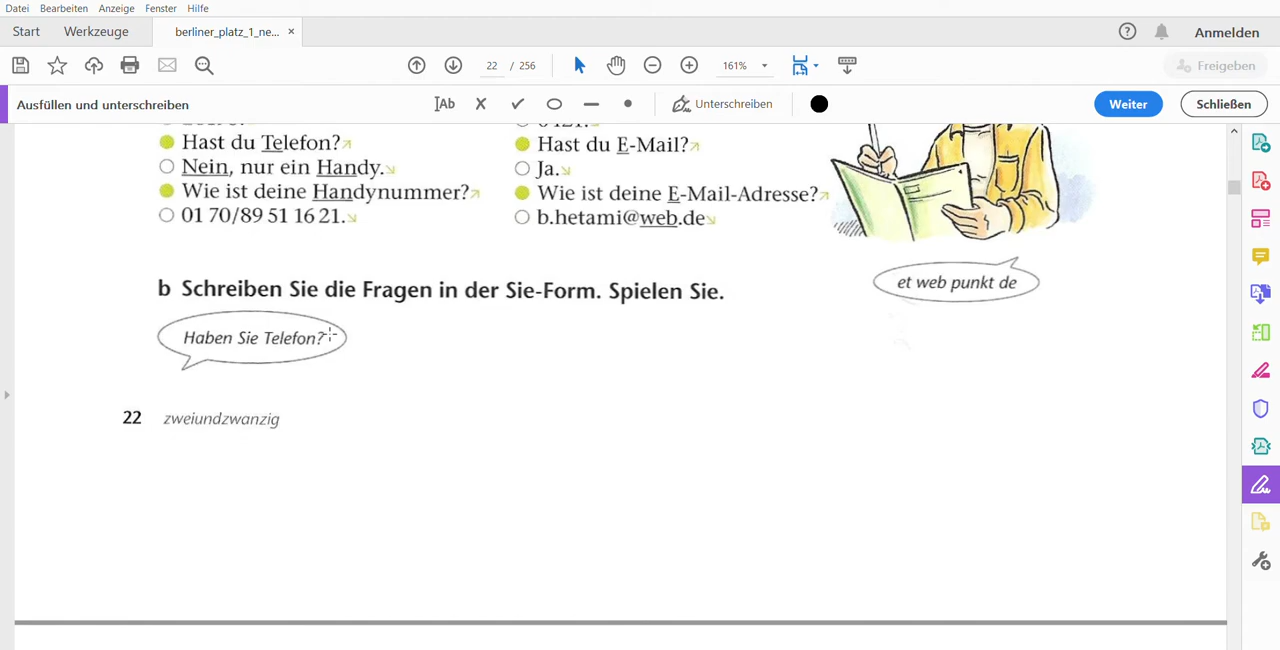 Datei Bearbeiten Anzeige Fenster Hilfe
Start Werkzeuge berliner_platz_1_ne... × Anmelden
22 / 256 161% Freigeben
Ausfüllen und unterschreiben Ab Unterschreiben Weiter Schließen
Hast du Telefon?
Nein, nur ein Handy.
Wie ist deine Handynummer?
01 70/89 51 16 21.
Hast du E-Mail?
Ja.
Wie ist deine E-Mail-Adresse?
b.hetami@web.de
et web punkt de
b Schreiben Sie die Fragen in der Sie-Form. Spielen Sie.
Haben Sie Telefon?
22 zweiundzwanzig